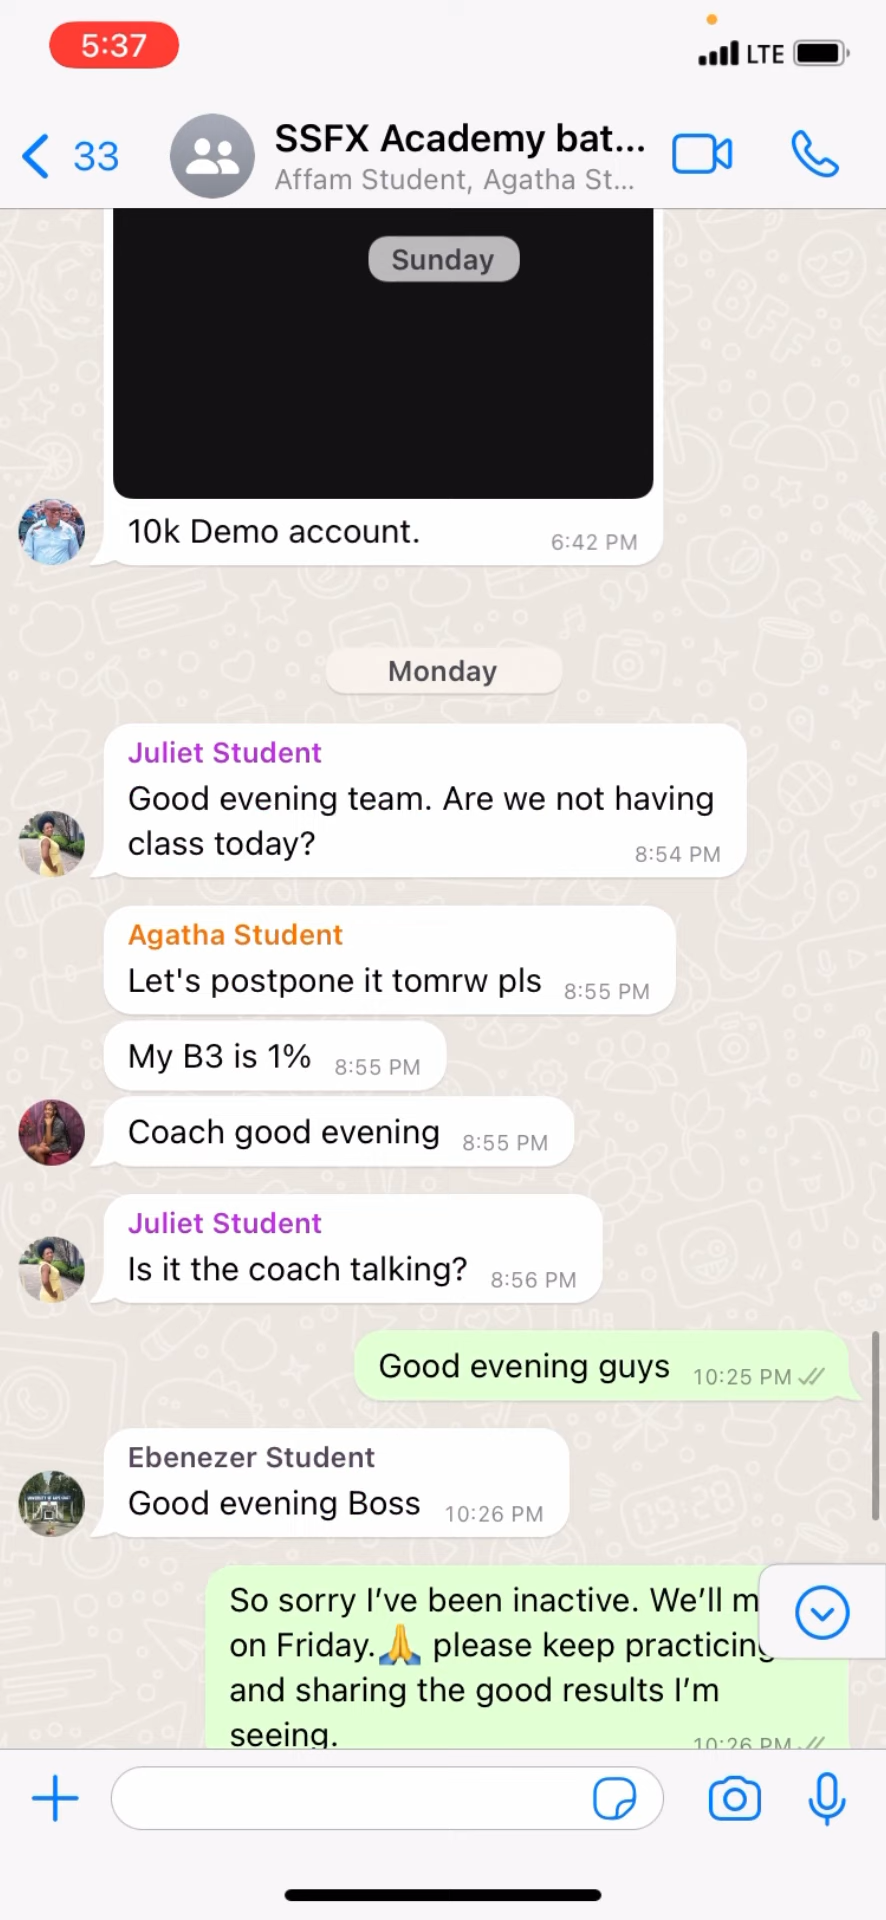 5:37
LTE
33
SSFX Academy bat...
Affam Student, Agatha St...
Sunday
10k Demo account.
6:42 PM
Monday
Juliet Student
Good evening team. Are we not having
class today?
8:54 PM
Agatha Student
Let's postpone it tomrw pls
8:55 PM
My B3 is 1%
8:55 PM
Coach good evening
8:55 PM
Juliet Student
Is it the coach talking?
8:56 PM
Good evening guys
10:25 PM
Ebenezer Student
Good evening Boss
10:26 PM
So sorry I’ve been inactive. We’ll
on Friday.🙏 please keep practicing
and sharing the good results I’m
seeing.
10:26 PM